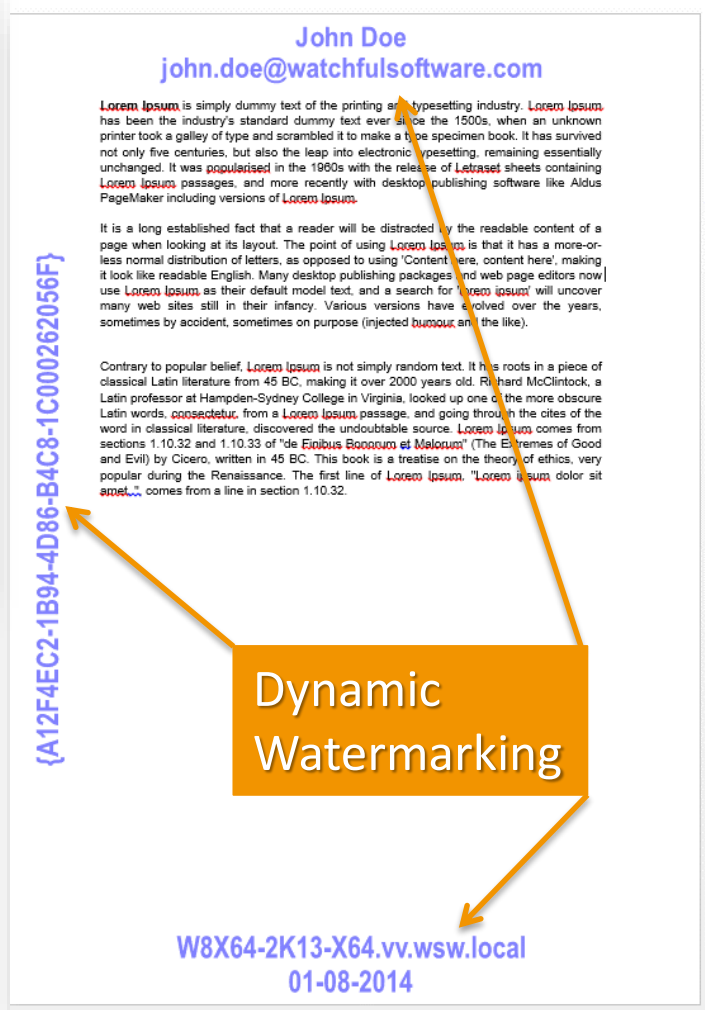 John Doe
john.doe@watchfulsoftware.com
Lorem Ipsum is simply dummy text of the printing and typesetting industry. Lorem Ipsum
has been the industry's standard dummy text ever since the 1500s, when an unknown
printer took a galley of type and scrambled it to make a type specimen book. It has survived
not only five centuries, but also the leap into electronic typesetting, remaining essentially
unchanged. It was popularised in the 1960s with the release of Letraset sheets containing
Lorem Ipsum passages, and more recently with desktop publishing software like Aldus
PageMaker including versions of Lorem Ipsum.
It is a long established fact that a reader will be distracted by the readable content of a
page when looking at its layout. The point of using Lorem Ipsum is that it has a more-or-
less normal distribution of letters, as opposed to using 'Content here, content here', making
it look like readable English. Many desktop publishing packages and web page editors now
use Lorem Ipsum as their default model text, and a search for 'lorem ipsum' will uncover
many web sites still in their infancy. Various versions have evolved over the years,
sometimes by accident, sometimes on purpose (injected humour and the like).
Contrary to popular belief, Lorem Ipsum is not simply random text. It has roots in a piece of
classical Latin literature from 45 BC, making it over 2000 years old. Richard McClintock, a
Latin professor at Hampden-Sydney College in Virginia, looked up one of the more obscure
Latin words, consectetur, from a Lorem Ipsum passage, and going through the cites of the
word in classical literature, discovered the undoubtable source. Lorem Ipsum comes from
sections 1.10.32 and 1.10.33 of "de Finibus Bonorum et Malorum" (The Extremes of Good
and Evil) by Cicero, written in 45 BC. This book is a treatise on the theory of ethics, very
popular during the Renaissance. The first line of Lorem Ipsum, "Lorem ipsum dolor sit
amet..", comes from a line in section 1.10.32.
{A12F4EC2-1B94-4D86-B4C8-1C000262056F}
Dynamic
Watermarking
W8X64-2K13-X64.vv.wsw.local
01-08-2014